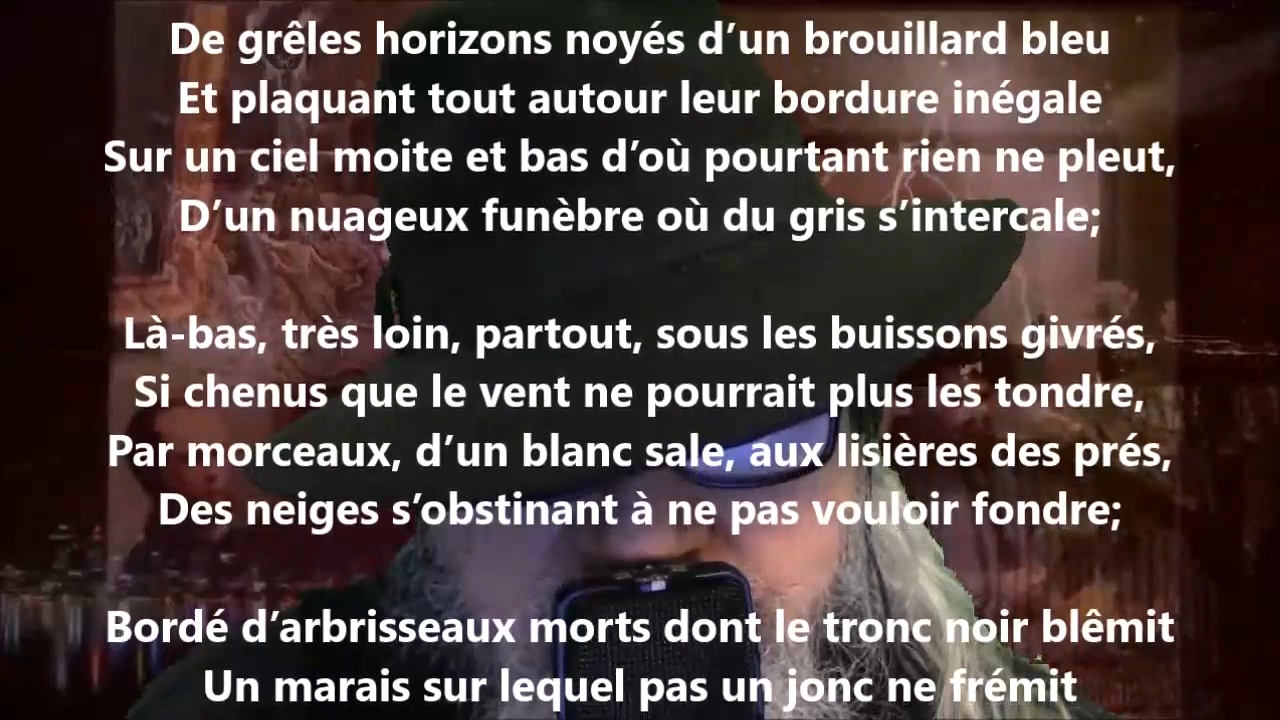 De grêles horizons noyés d’un brouillard bleu
Et plaquant tout autour leur bordure inégale
Sur un ciel moite et bas d’où pourtant rien ne pleut,
D’un nuageux funèbre où du gris s’intercale;
Là-bas, très loin, partout, sous les buissons givrés,
Si chenus que le vent ne pourrait plus les tondre,
Par morceaux, d’un blanc sale, aux lisières des prés,
Des neiges s’obstinant à ne pas vouloir fondre;
Bordé d’arbrisseaux morts dont le tronc noir blêmit
Un marais sur lequel pas un jonc ne frémit